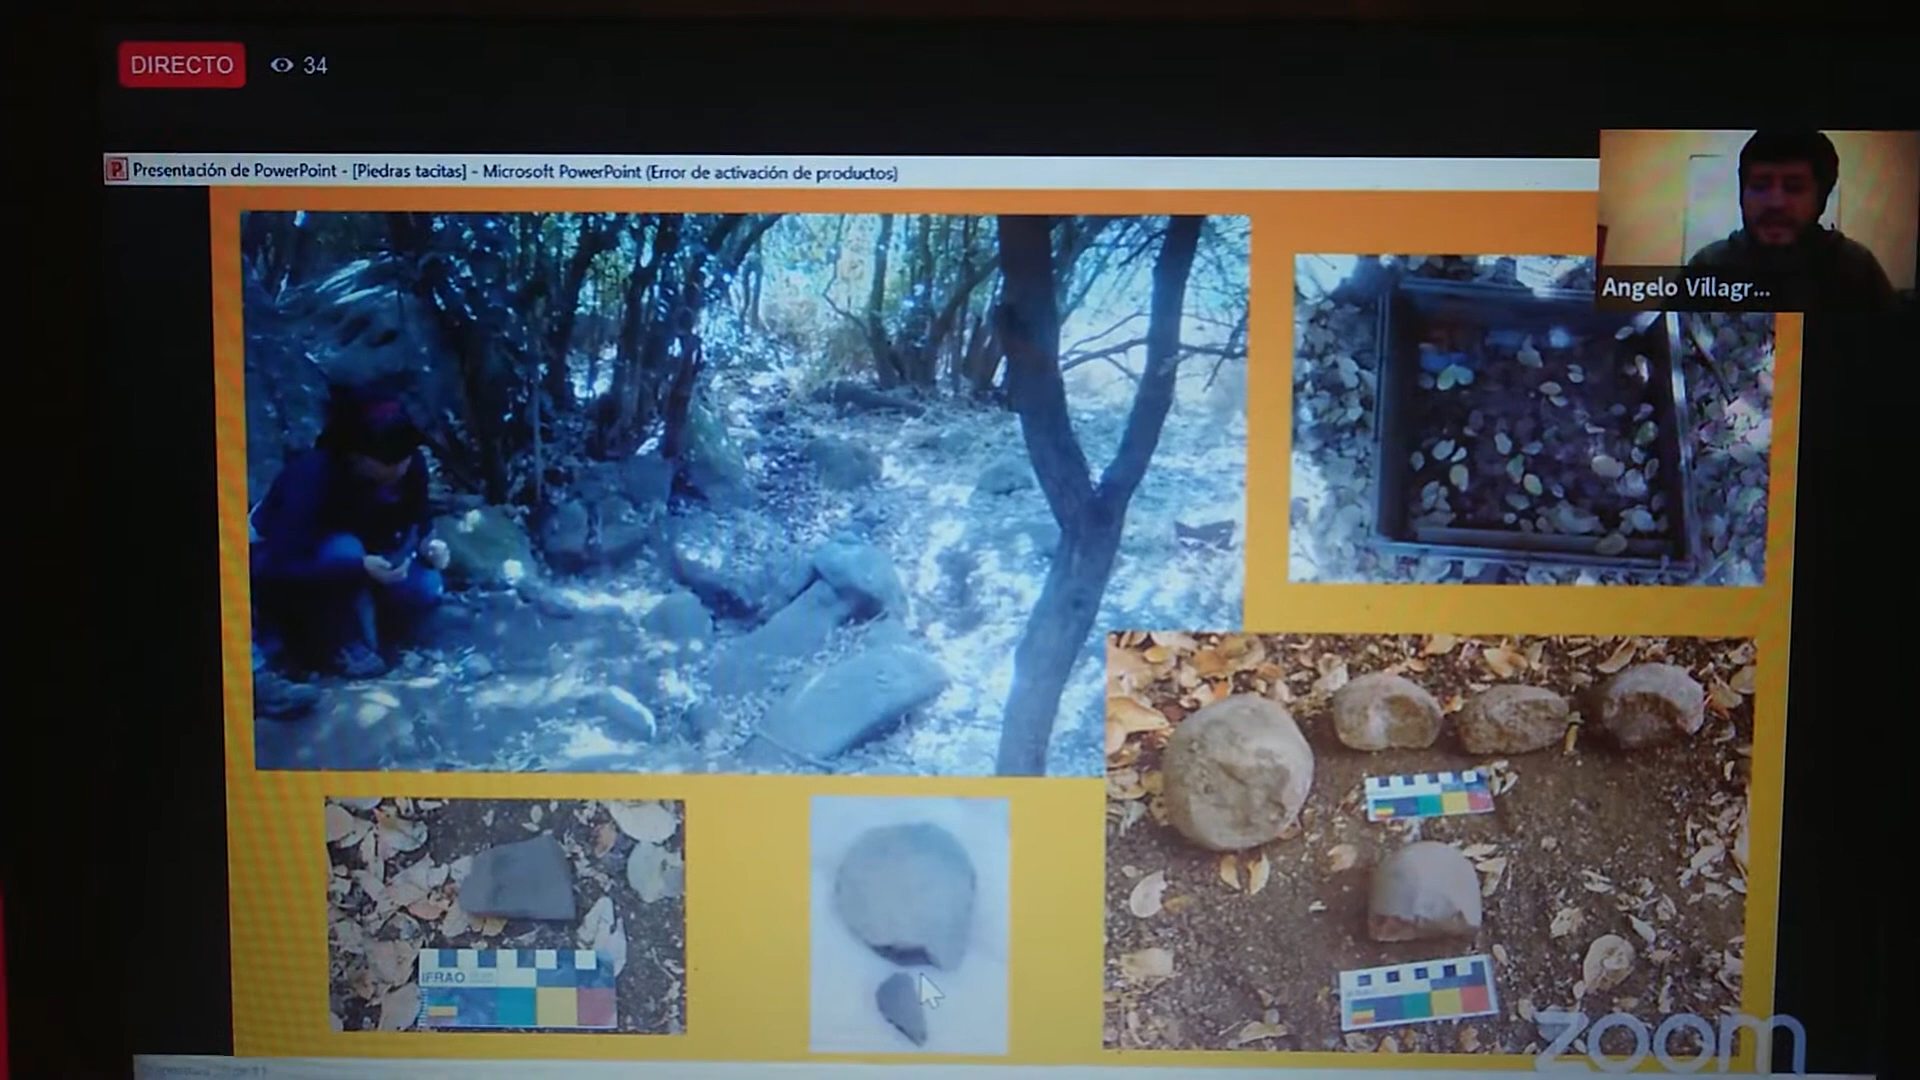 DIRECTO 34
Presentación de PowerPoint - [Piedras tacitas] - Microsoft PowerPoint (Error de activación de productos)
Angelo Villagr...
IFRAO
zoom